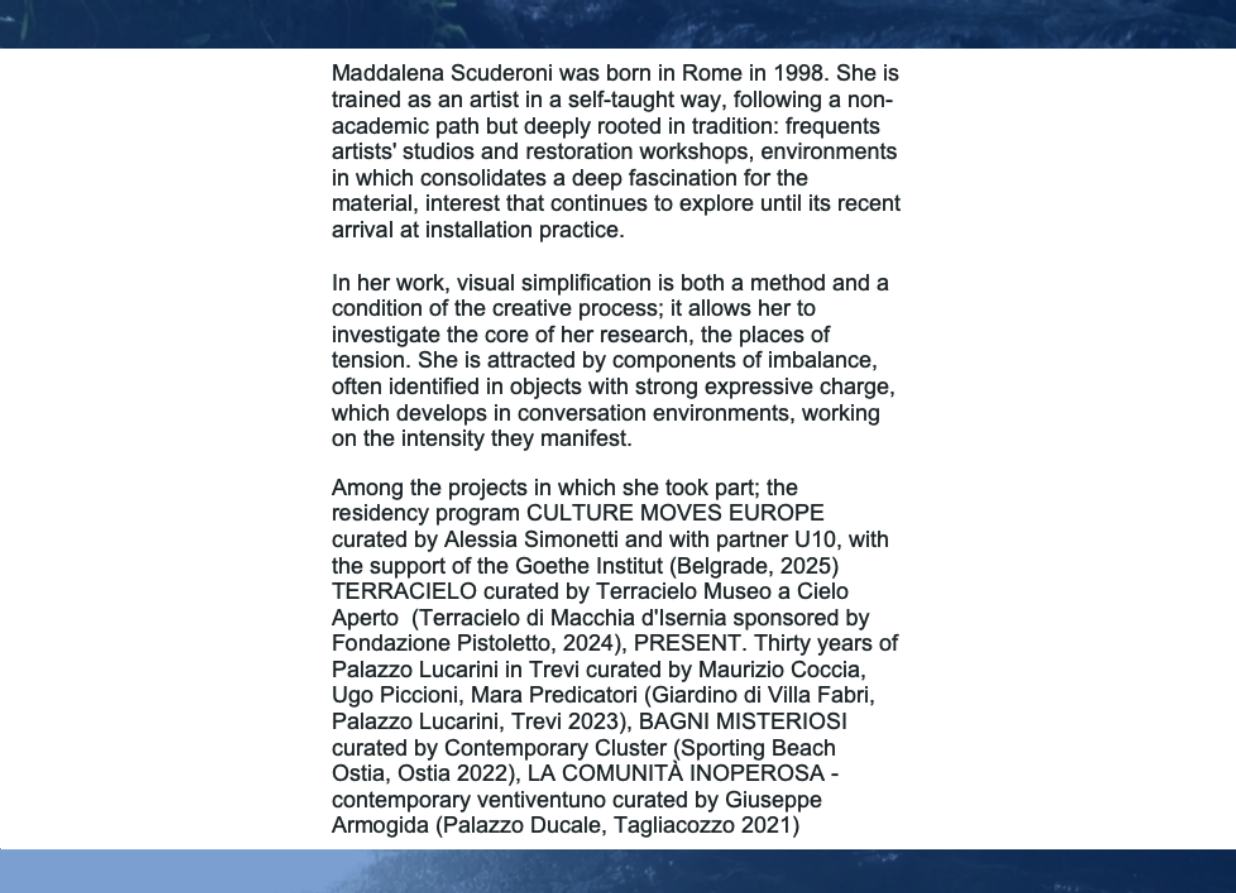 Maddalena Scuderoni was born in Rome in 1998. She is
trained as an artist in a self-taught way, following a non-
academic path but deeply rooted in tradition: frequents
artists' studios and restoration workshops, environments
in which consolidates a deep fascination for the
material, interest that continues to explore until its recent
arrival at installation practice.
In her work, visual simplification is both a method and a
condition of the creative process; it allows her to
investigate the core of her research, the places of
tension. She is attracted by components of imbalance,
often identified in objects with strong expressive charge,
which develops in conversation environments, working
on the intensity they manifest.
Among the projects in which she took part; the
residency program CULTURE MOVES EUROPE
curated by Alessia Simonetti and with partner U10, with
the support of the Goethe Institut (Belgrade, 2025)
TERRACIELO curated by Terracielo Museo a Cielo
Aperto  (Terracielo di Macchia d'Isernia sponsored by
Fondazione Pistoletto, 2024), PRESENT. Thirty years of
Palazzo Lucarini in Trevi curated by Maurizio Coccia,
Ugo Piccioni, Mara Predicatori (Giardino di Villa Fabri,
Palazzo Lucarini, Trevi 2023), BAGNI MISTERIOSI
curated by Contemporary Cluster (Sporting Beach
Ostia, Ostia 2022), LA COMUNITÀ INOPEROSA -
contemporary ventiventuno curated by Giuseppe
Armogida (Palazzo Ducale, Tagliacozzo 2021)